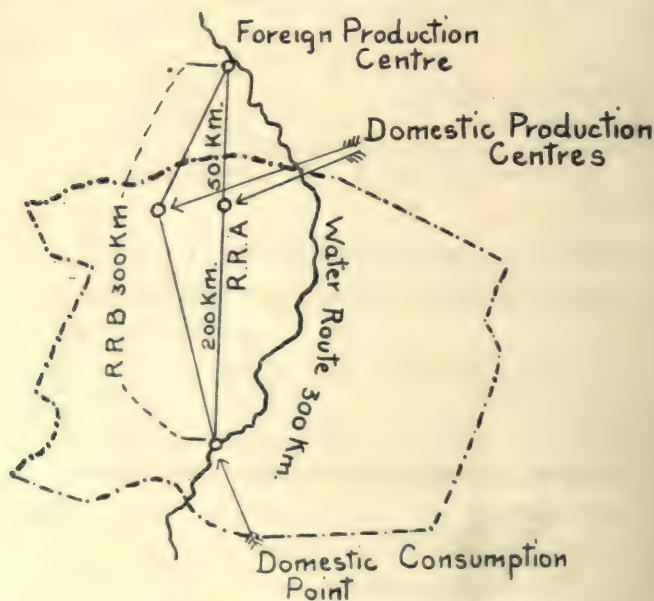 Foreign Production
Centre
Domestic Production
Centres
50 Km.
R.R.A
200 Km.
R R B 300 Km
Water Route 300 Km.
Domestic Consumption
Point